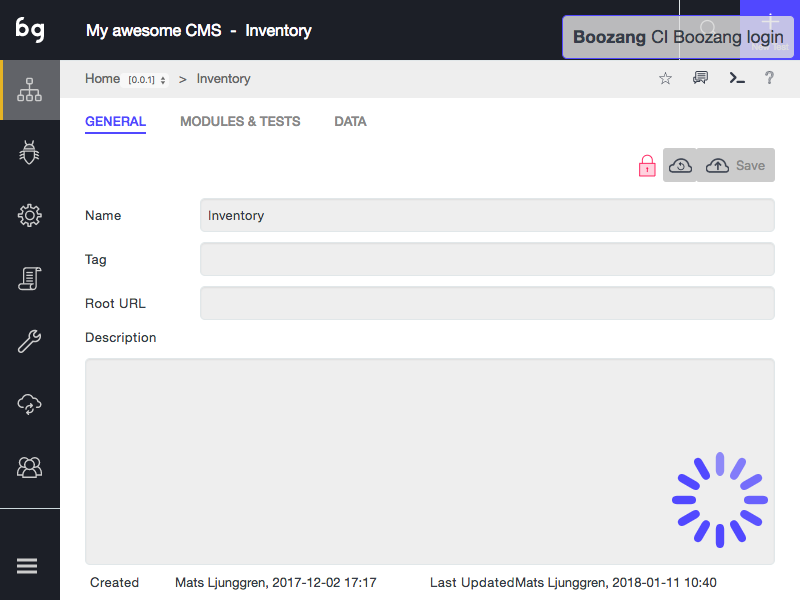 bg
My awesome CMS - Inventory
Boozang CI Boozang login
Home [0.0.1] > Inventory
?
GENERAL MODULES & TESTS DATA
Save
Name Inventory
Tag
Root URL
Description
Created Mats Ljunggren, 2017-12-02 17:17 Last Updated Mats Ljunggren, 2018-01-11 10:40